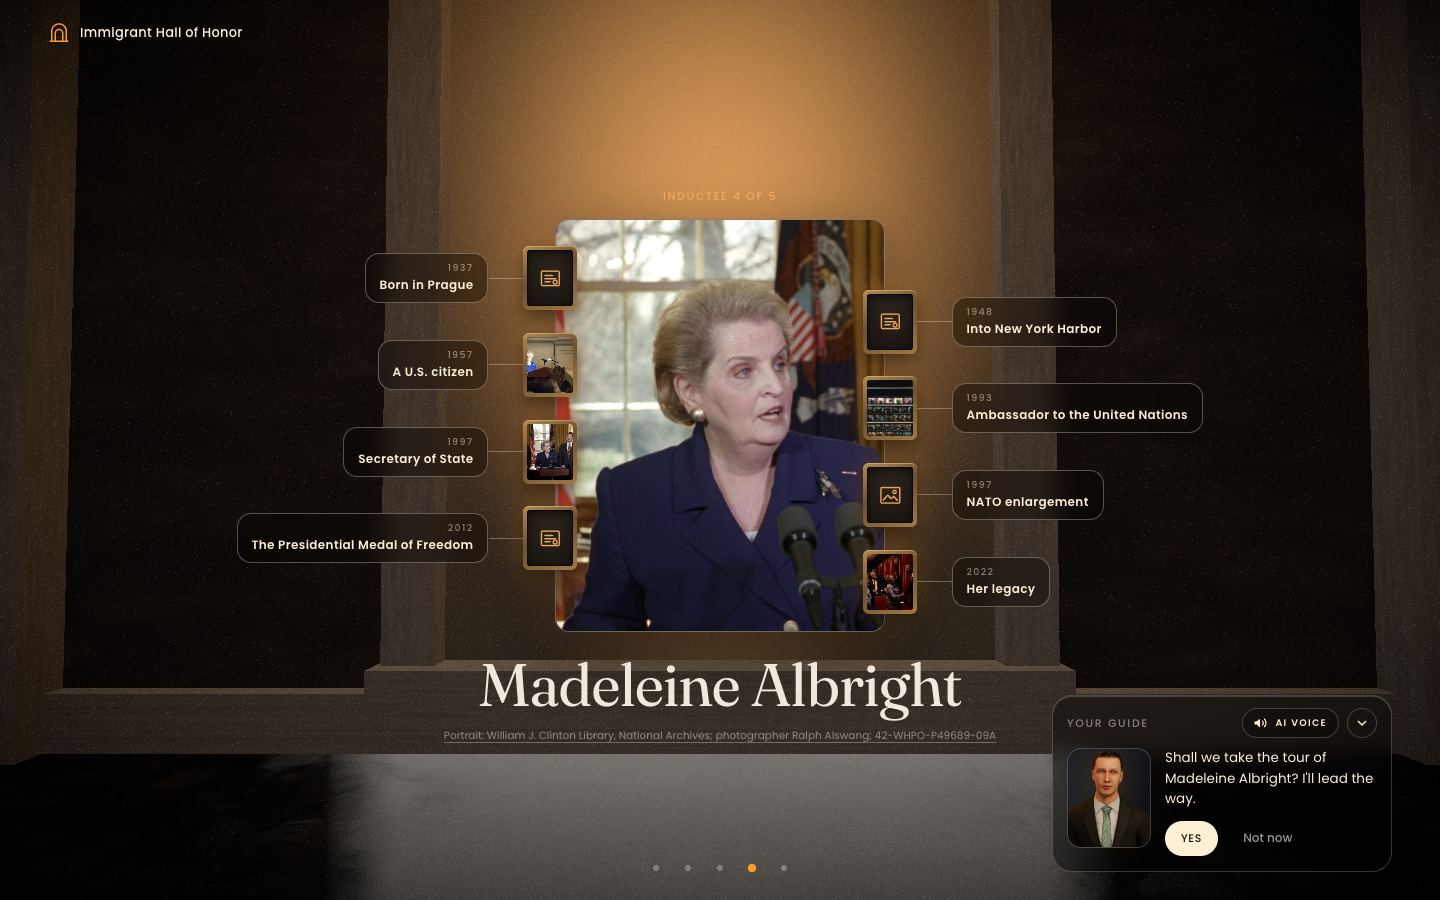 Immigrant Hall of Honor
INDUCTEE 4 OF 5
1937
Born in Prague
1948
Into New York Harbor
1957
A U.S. citizen
1993
Ambassador to the United Nations
1997
Secretary of State
1997
NATO enlargement
2012
The Presidential Medal of Freedom
2022
Her legacy
Madeleine Albright
Portrait: William J. Clinton Library, National Archives; photographer Ralph Alswang; 42-WHPO-P49689-09A
YOUR GUIDE
AI VOICE
Shall we take the tour of
Madeleine Albright? I'll lead the
way.
YES
Not now